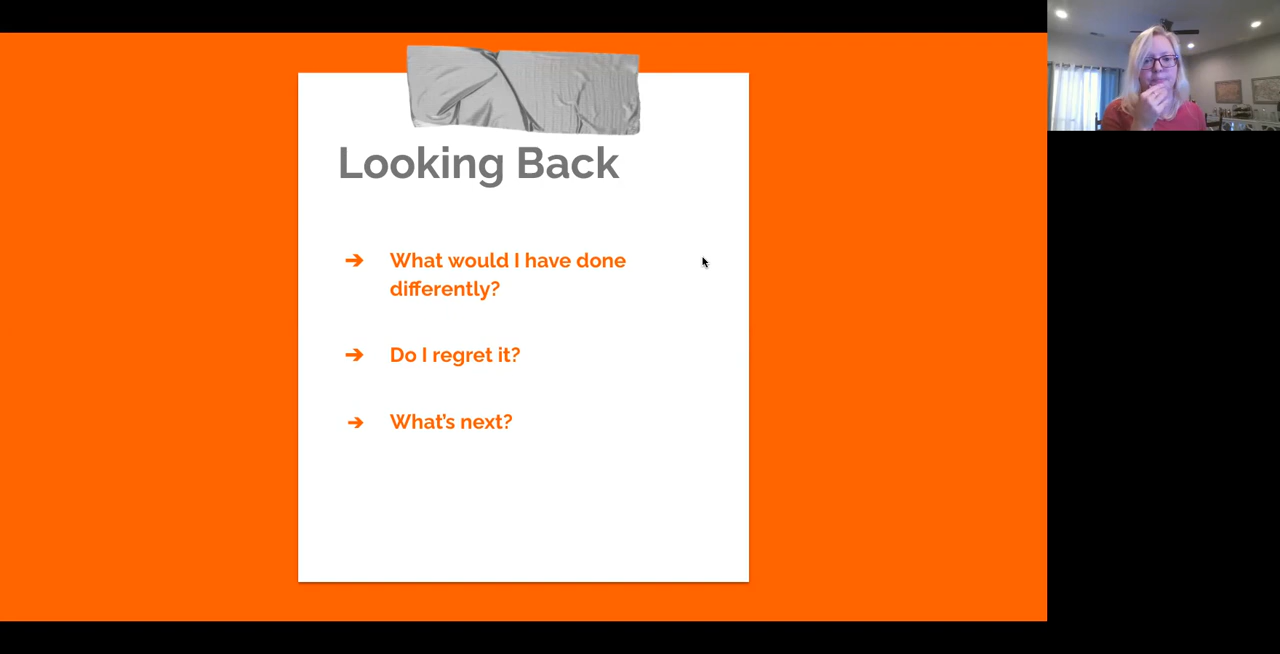 Looking Back
➔ What would I have done
differently?
➔ Do I regret it?
➔ What’s next?